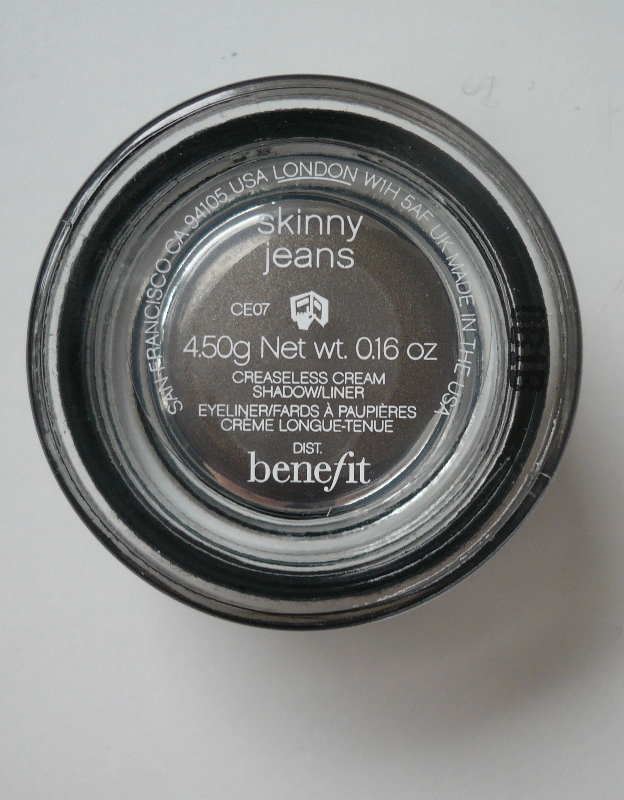 SAN FRANCISCO CA 94105 USA LONDON W1H 5AF UK MADE IN THE USA
skinny
jeans
CE07
4.50g Net wt. 0.16 oz
CREASELESS CREAM
SHADOW/LINER
EYELINER/FARDS À PAUPIÈRES
CRÈME LONGUE-TENUE
DIST.
benefit